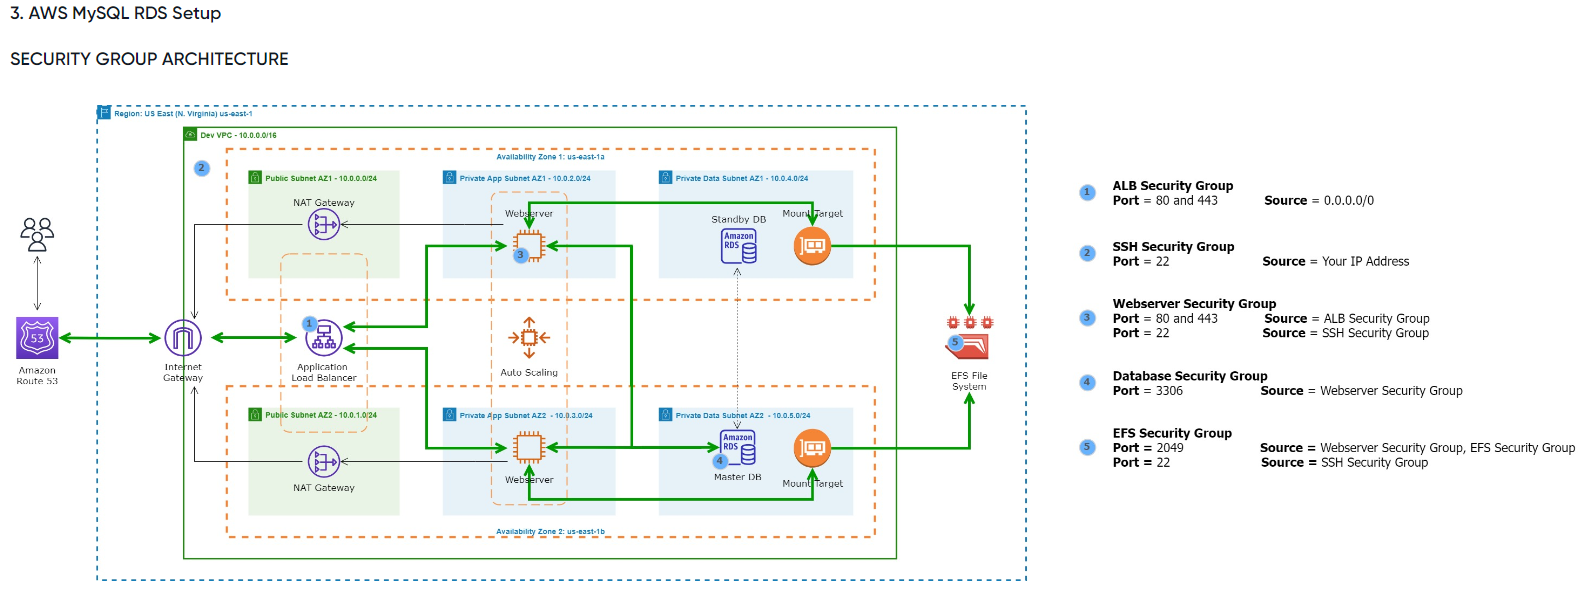 3. AWS MySQL RDS Setup
SECURITY GROUP ARCHITECTURE
Region: US East (N. Virginia) us-east-1
Dev VPC - 10.0.0.0/16
Availability Zone 1: us-east-1a
2
Public Subnet AZ1 - 10.0.0.0/24
Private App Subnet AZ1 - 10.0.2.0/24
Private Data Subnet AZ1 - 10.0.4.0/24
NAT Gateway
Webserver
3
Standby DB
Amazon
RDS
Mount Target
53
Amazon
Route 53
Internet
Gateway
1
Application
Load Balancer
Auto Scaling
5
EFS File
System
Public Subnet AZ2 - 10.0.1.0/24
Private App Subnet AZ2 - 10.0.3.0/24
Private Data Subnet AZ2 - 10.0.5.0/24
NAT Gateway
Webserver
Amazon
RDS
4
Master DB
Mount Target
Availability Zone 2: us-east-1b
1 ALB Security Group
Port = 80 and 443 Source = 0.0.0.0/0
2 SSH Security Group
Port = 22 Source = Your IP Address
3 Webserver Security Group
Port = 80 and 443 Source = ALB Security Group
Port = 22 Source = SSH Security Group
4 Database Security Group
Port = 3306 Source = Webserver Security Group
5 EFS Security Group
Port = 2049 Source = Webserver Security Group, EFS Security Group
Port = 22 Source = SSH Security Group